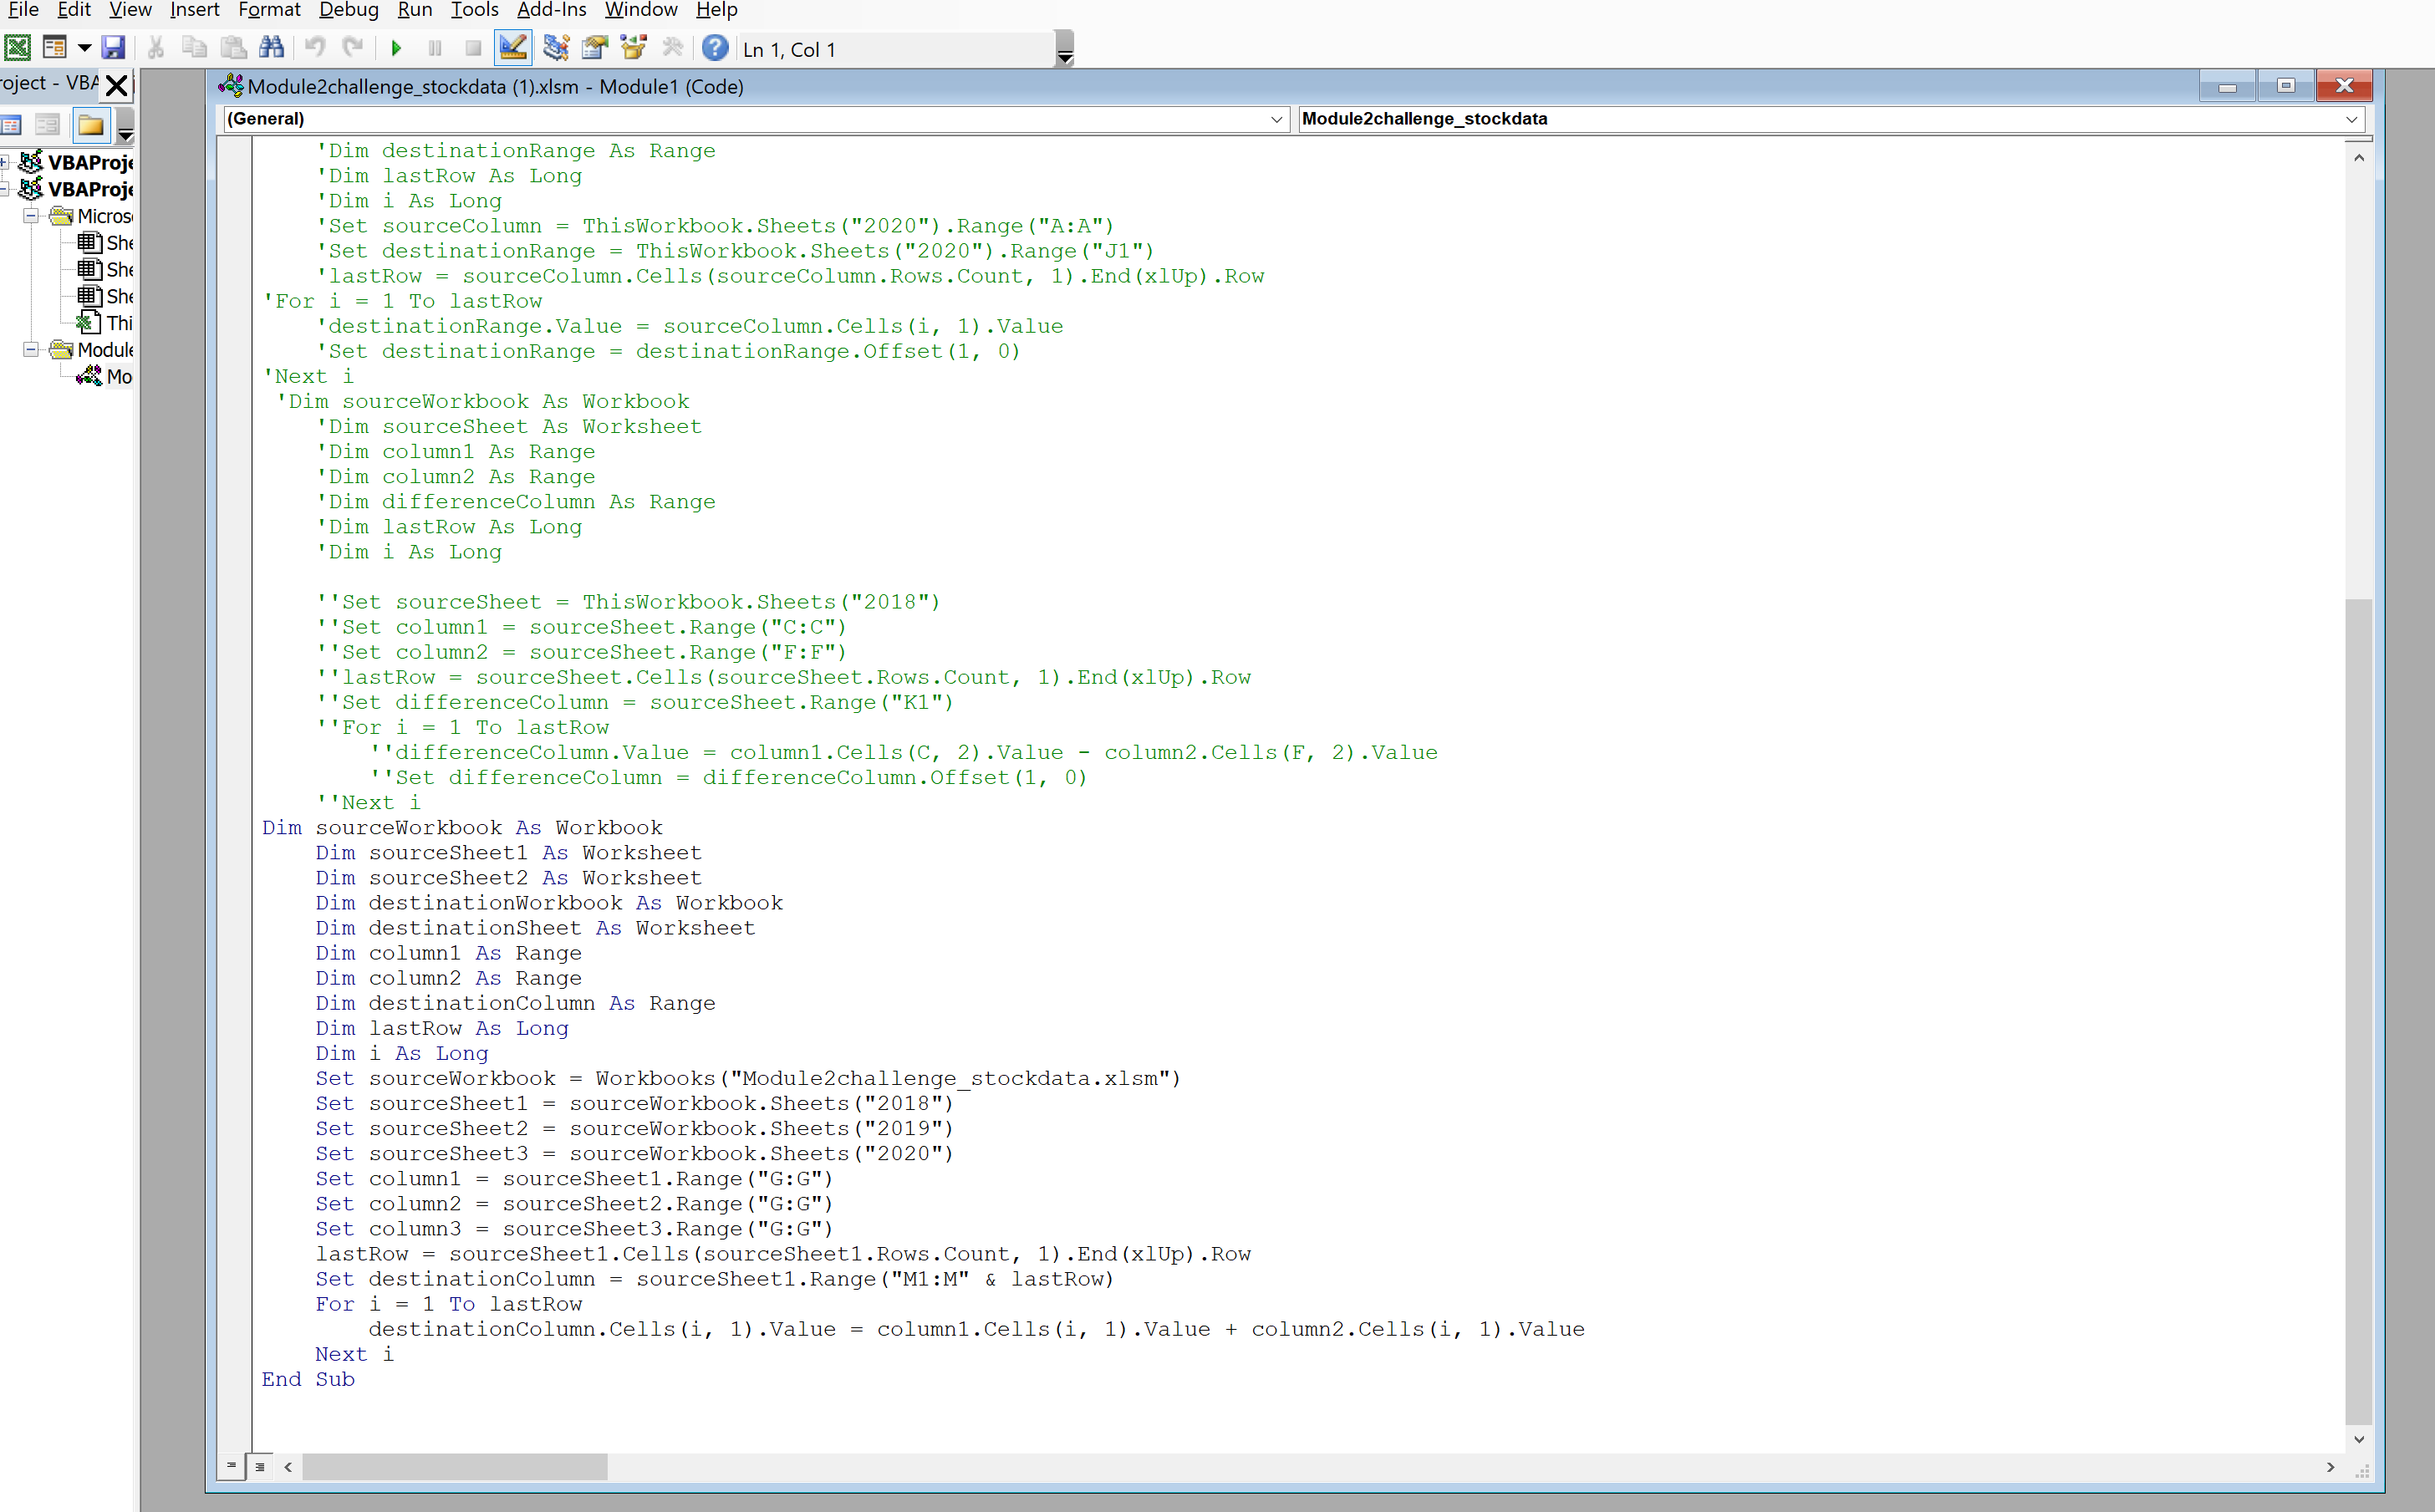 File Edit View Insert Format Debug Run Tools Add-Ins Window Help
Ln 1, Col 1
roject - VBA
Module2challenge_stockdata (1).xlsm - Module1 (Code)
(General) Module2challenge_stockdata
VBAProje
VBAProje
Micros
She
She
She
Thi
Module
Mo
'Dim destinationRange As Range
'Dim lastRow As Long
'Dim i As Long
'Set sourceColumn = ThisWorkbook.Sheets("2020").Range("A:A")
'Set destinationRange = ThisWorkbook.Sheets("2020").Range("J1")
'lastRow = sourceColumn.Cells(sourceColumn.Rows.Count, 1).End(xlUp).Row
'For i = 1 To lastRow
'destinationRange.Value = sourceColumn.Cells(i, 1).Value
'Set destinationRange = destinationRange.Offset(1, 0)
'Next i
'Dim sourceWorkbook As Workbook
'Dim sourceSheet As Worksheet
'Dim column1 As Range
'Dim column2 As Range
'Dim differenceColumn As Range
'Dim lastRow As Long
'Dim i As Long
''Set sourceSheet = ThisWorkbook.Sheets("2018")
''Set column1 = sourceSheet.Range("C:C")
''Set column2 = sourceSheet.Range("F:F")
''lastRow = sourceSheet.Cells(sourceSheet.Rows.Count, 1).End(xlUp).Row
''Set differenceColumn = sourceSheet.Range("K1")
''For i = 1 To lastRow
''differenceColumn.Value = column1.Cells(C, 2).Value - column2.Cells(F, 2).Value
''Set differenceColumn = differenceColumn.Offset(1, 0)
''Next i
Dim sourceWorkbook As Workbook
Dim sourceSheet1 As Worksheet
Dim sourceSheet2 As Worksheet
Dim destinationWorkbook As Workbook
Dim destinationSheet As Worksheet
Dim column1 As Range
Dim column2 As Range
Dim destinationColumn As Range
Dim lastRow As Long
Dim i As Long
Set sourceWorkbook = Workbooks("Module2challenge_stockdata.xlsm")
Set sourceSheet1 = sourceWorkbook.Sheets("2018")
Set sourceSheet2 = sourceWorkbook.Sheets("2019")
Set sourceSheet3 = sourceWorkbook.Sheets("2020")
Set column1 = sourceSheet1.Range("G:G")
Set column2 = sourceSheet2.Range("G:G")
Set column3 = sourceSheet3.Range("G:G")
lastRow = sourceSheet1.Cells(sourceSheet1.Rows.Count, 1).End(xlUp).Row
Set destinationColumn = sourceSheet1.Range("M1:M" & lastRow)
For i = 1 To lastRow
destinationColumn.Cells(i, 1).Value = column1.Cells(i, 1).Value + column2.Cells(i, 1).Value
Next i
End Sub